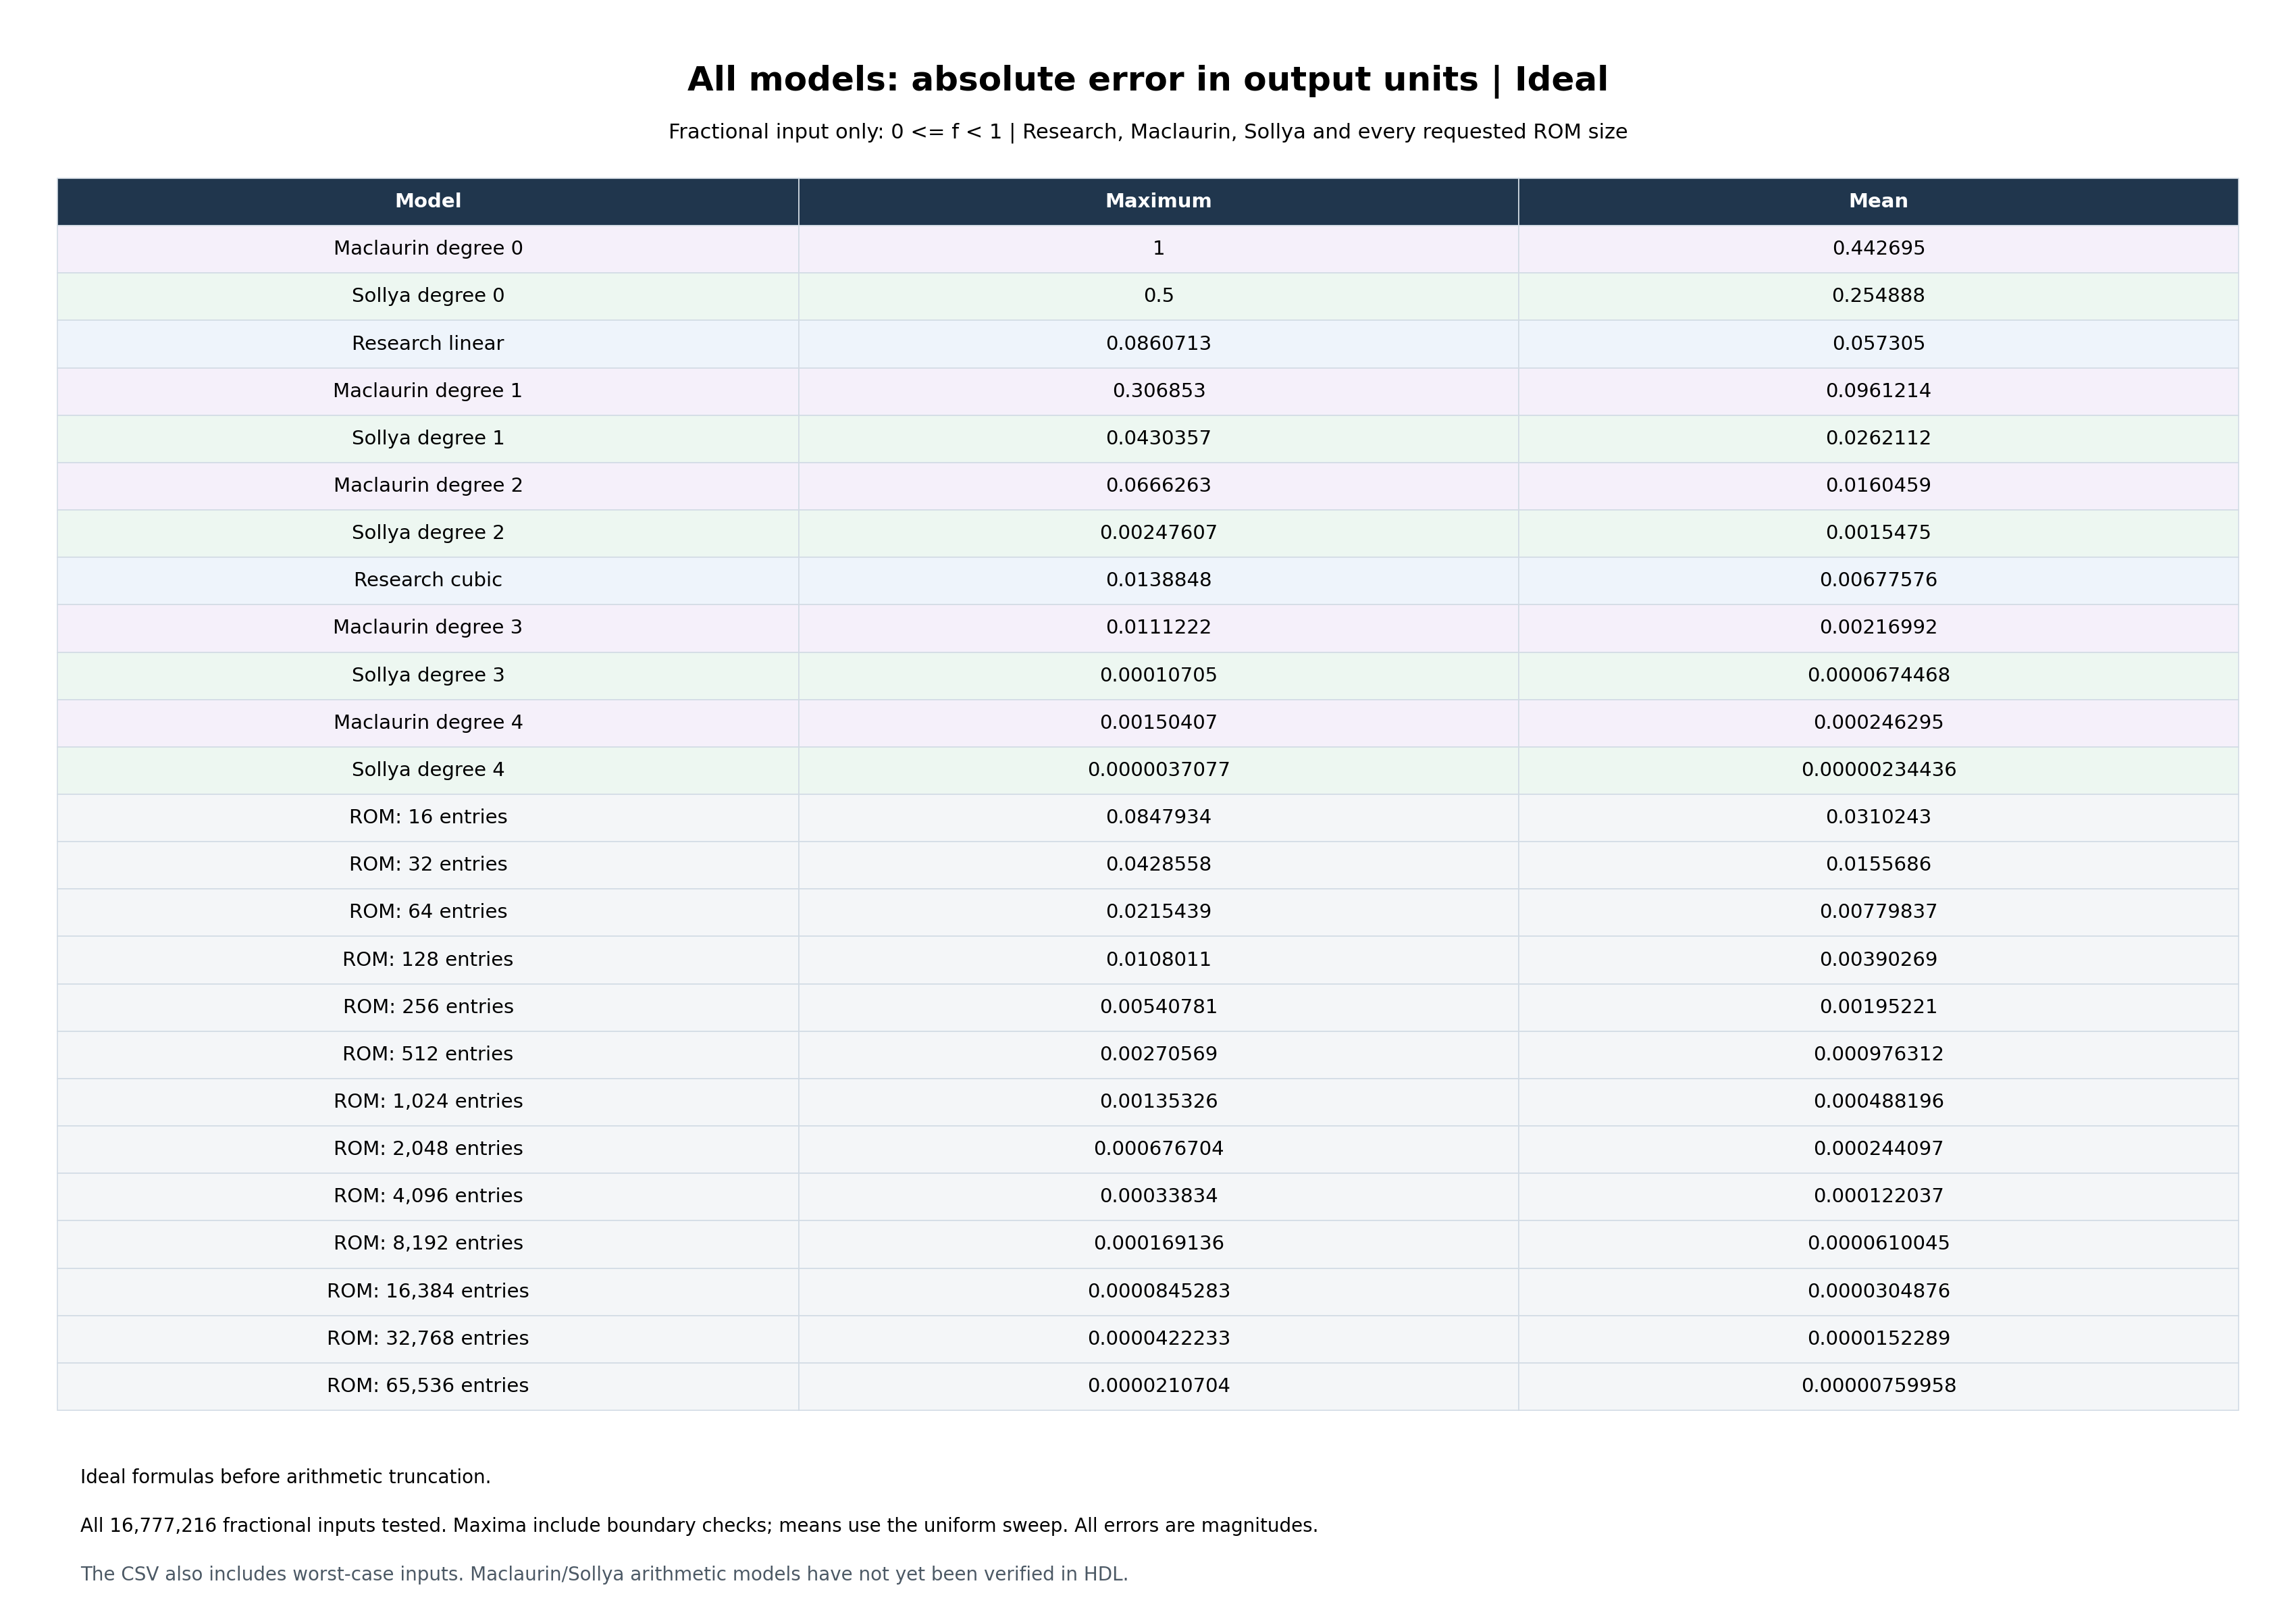 All models: absolute error in output units | Ideal
Fractional input only: 0 <= f < 1 | Research, Maclaurin, Sollya and every requested ROM size
Model Maximum Mean
Maclaurin degree 0 1 0.442695
Sollya degree 0 0.5 0.254888
Research linear 0.0860713 0.057305
Maclaurin degree 1 0.306853 0.0961214
Sollya degree 1 0.0430357 0.0262112
Maclaurin degree 2 0.0666263 0.0160459
Sollya degree 2 0.00247607 0.0015475
Research cubic 0.0138848 0.00677576
Maclaurin degree 3 0.0111222 0.00216992
Sollya degree 3 0.00010705 0.0000674468
Maclaurin degree 4 0.00150407 0.000246295
Sollya degree 4 0.0000037077 0.00000234436
ROM: 16 entries 0.0847934 0.0310243
ROM: 32 entries 0.0428558 0.0155686
ROM: 64 entries 0.0215439 0.00779837
ROM: 128 entries 0.0108011 0.00390269
ROM: 256 entries 0.00540781 0.00195221
ROM: 512 entries 0.00270569 0.000976312
ROM: 1,024 entries 0.00135326 0.000488196
ROM: 2,048 entries 0.000676704 0.000244097
ROM: 4,096 entries 0.00033834 0.000122037
ROM: 8,192 entries 0.000169136 0.0000610045
ROM: 16,384 entries 0.0000845283 0.0000304876
ROM: 32,768 entries 0.0000422233 0.0000152289
ROM: 65,536 entries 0.0000210704 0.00000759958
Ideal formulas before arithmetic truncation.
All 16,777,216 fractional inputs tested. Maxima include boundary checks; means use the uniform sweep. All errors are magnitudes.
The CSV also includes worst-case inputs. Maclaurin/Sollya arithmetic models have not yet been verified in HDL.